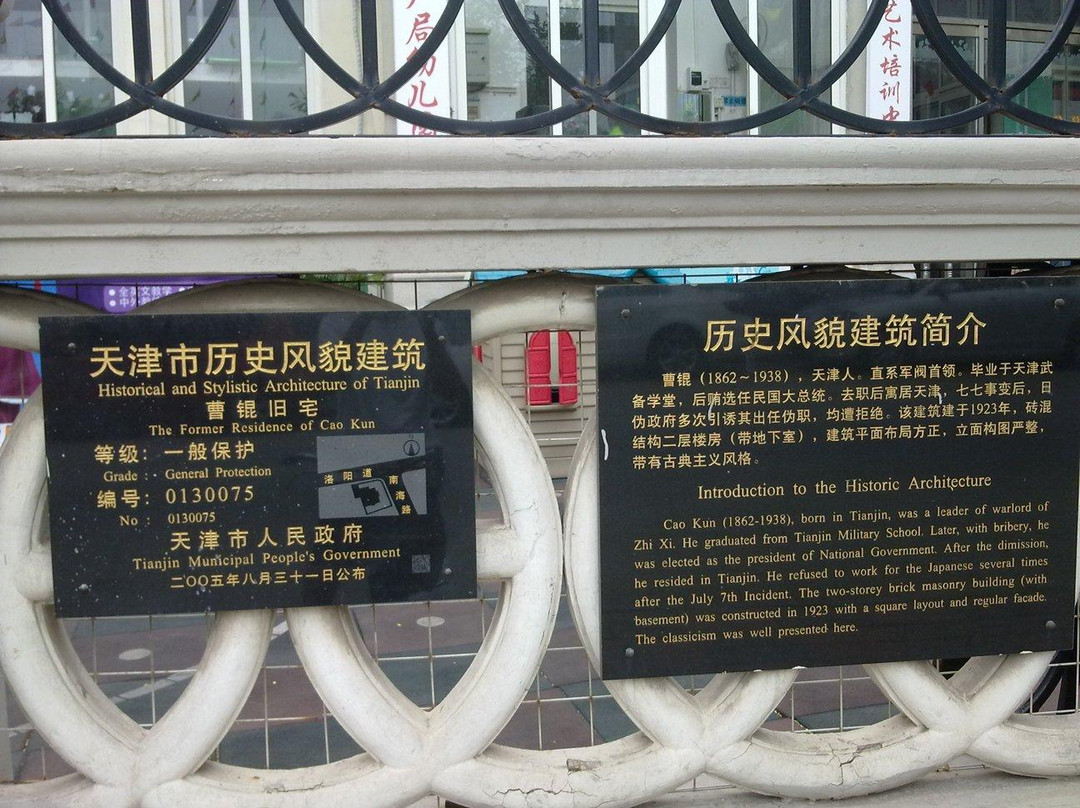 局幼儿
艺术培训中
全英文教学
天津市历史风貌建筑
Historical and Stylistic Architecture of Tianjin
曹锟旧宅
The Former Residence of Cao Kun
等级：一般保护
Grade : General Protection
编号：0130075
No : 0130075
洛阳道
南海路
天津市人民政府
Tianjin Municipal People's Government
二〇〇五年八月三十一日公布
历史风貌建筑简介
曹锟（1862～1938），天津人。直系军阀首领。毕业于天津武
备学堂，后贿选任民国大总统。去职后寓居天津，七七事变后，日
伪政府多次引诱其出任伪职，均遭拒绝。该建筑建于1923年，砖混
结构二层楼房（带地下室），建筑平面布局方正，立面构图严整，
带有古典主义风格。
Introduction to the Historic Architecture
Cao Kun (1862-1938), born in Tianjin, was a leader of warlord of
Zhi Xi. He graduated from Tianjin Military School. Later, with bribery, he
was elected as the president of National Government. After the dimission,
he resided in Tianjin. He refused to work for the Japanese several times
after the July 7th Incident. The two-storey brick masonry building (with
basement) was constructed in 1923 with a square layout and regular facade.
The classicism was well presented here.